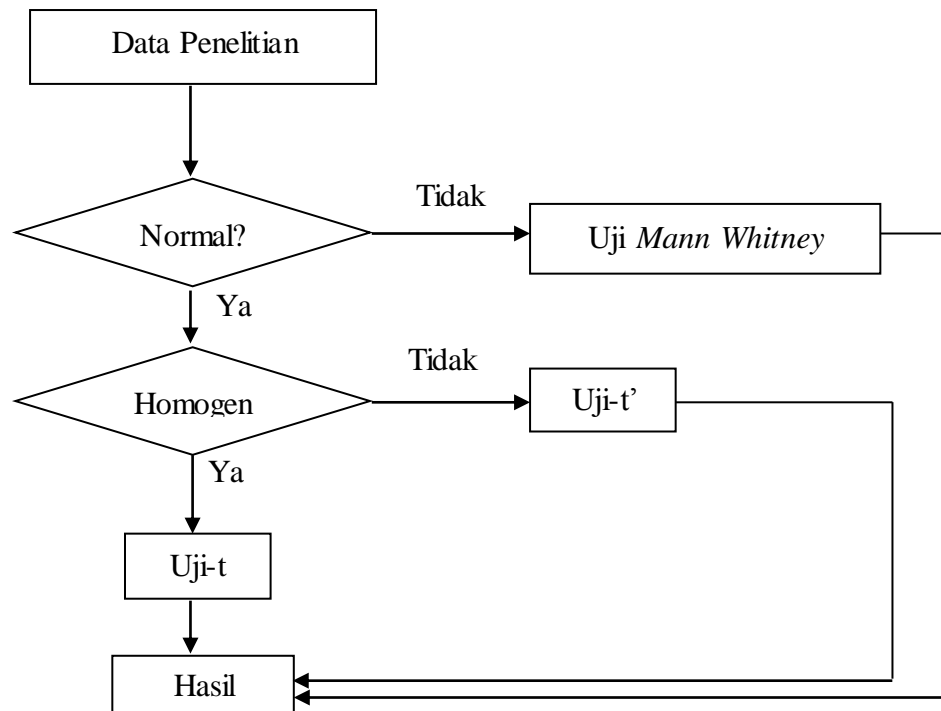 Data Penelitian
Tidak
Normal?
Uji Mann Whitney
Ya
Tidak
Homogen
Uji-t’
Ya
Uji-t
Hasil